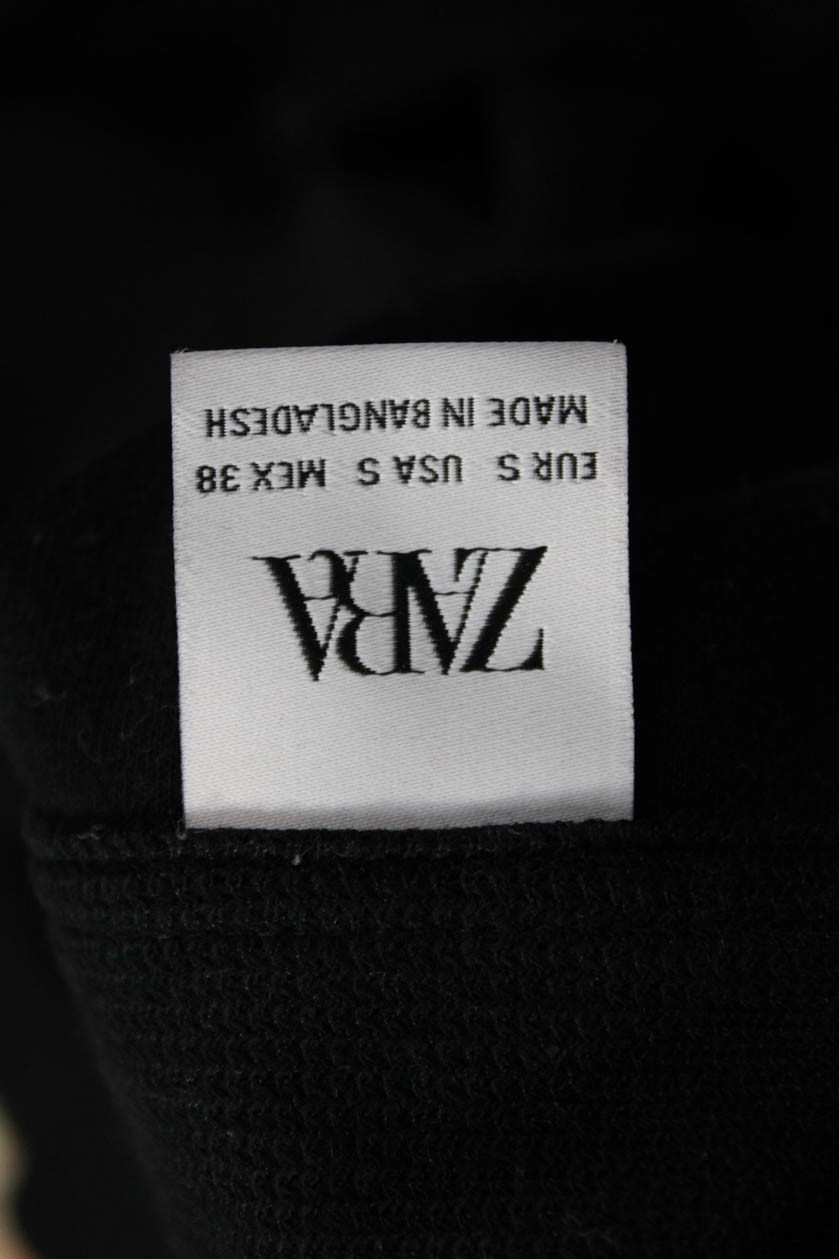 ZARA
EUR S USA S MEX 38
MADE IN BANGLADESH